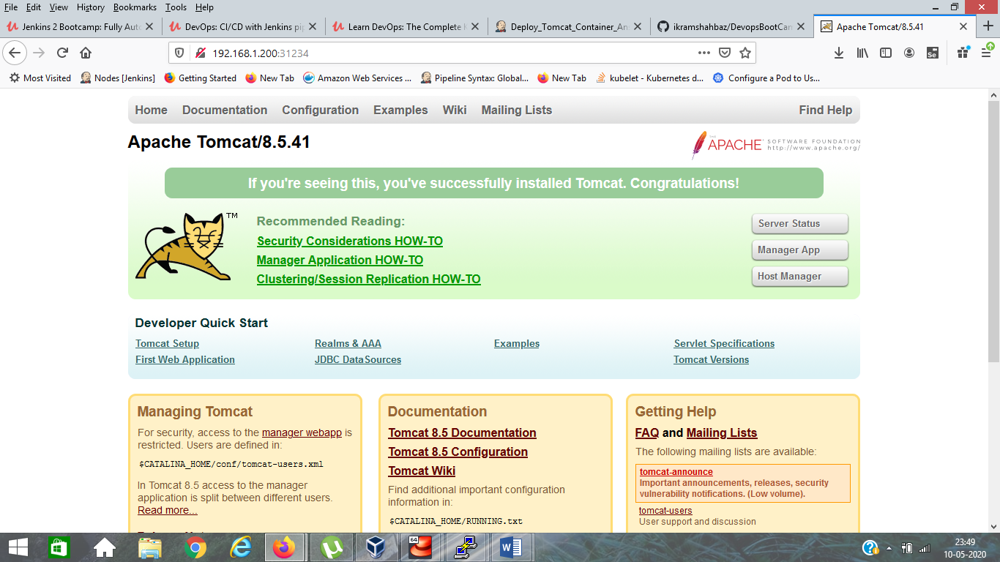 File Edit View History Bookmarks Tools Help
Jenkins 2 Bootcamp: Fully Auto
DevOps: CI/CD with Jenkins pip
Learn DevOps: The Complete K
Deploy_Tomcat_Container_An
ikramshahbaz/DevopsBootCam
Apache Tomcat/8.5.41
192.168.1.200:31234
Se
Most Visited
Nodes [Jenkins]
Getting Started
New Tab
Amazon Web Services ...
Pipeline Syntax: Global...
New Tab
kubelet - Kubernetes d...
Configure a Pod to Us...
Home Documentation Configuration Examples Wiki Mailing Lists Find Help
Apache Tomcat/8.5.41
THE
APACHE
SOFTWARE FOUNDATION
http://www.apache.org/
If you're seeing this, you've successfully installed Tomcat. Congratulations!
TM
Recommended Reading:
Security Considerations HOW-TO
Manager Application HOW-TO
Clustering/Session Replication HOW-TO
Server Status
Manager App
Host Manager
Developer Quick Start
Tomcat Setup
First Web Application
Realms & AAA
JDBC DataSources
Examples
Servlet Specifications
Tomcat Versions
Managing Tomcat
For security, access to the manager webapp is
restricted. Users are defined in:
$CATALINA_HOME/conf/tomcat-users.xml
In Tomcat 8.5 access to the manager
application is split between different users.
Read more...
Documentation
Tomcat 8.5 Documentation
Tomcat 8.5 Configuration
Tomcat Wiki
Find additional important configuration
information in:
$CATALINA_HOME/RUNNING.txt
Getting Help
FAQ and Mailing Lists
The following mailing lists are available:
tomcat-announce
Important announcements, releases, security
vulnerability notifications. (Low volume).
tomcat-users
User support and discussion
64
23:49
10-05-2020